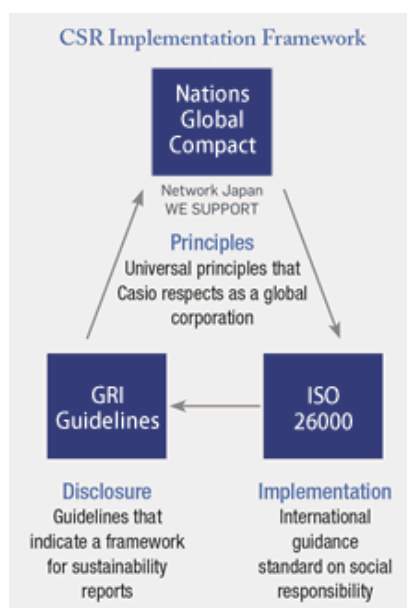 CSR Implementation Framework
Nations
Global
Compact
Network Japan
WE SUPPORT
Principles
Universal principles that
Casio respects as a global
corporation
GRI
Guidelines
ISO
26000
Disclosure
Guidelines that
indicate a framework
for sustainability
reports
Implementation
International
guidance
standard on social
responsibility